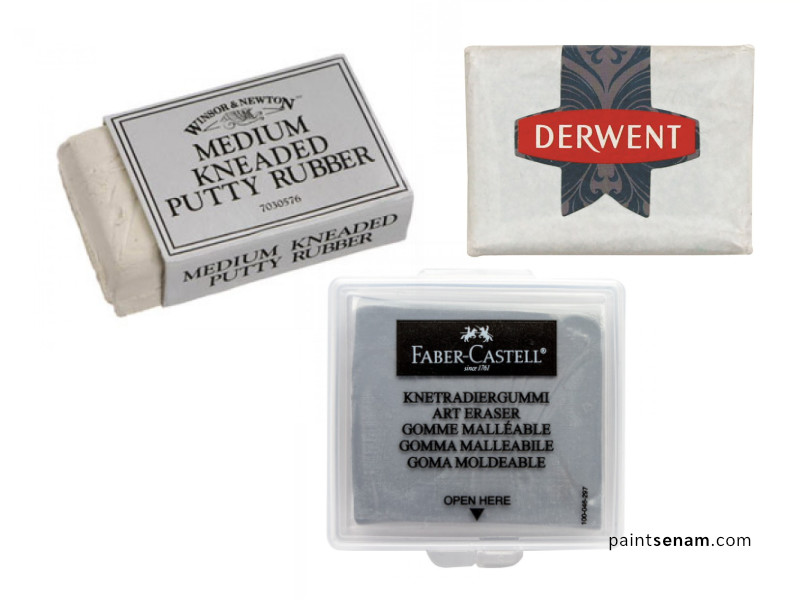 WINSOR & NEWTON™
MEDIUM
KNEADED
PUTTY RUBBER
7030576
MEDIUM KNEADED
PUTTY RUBBER
DERWENT
FABER-CASTELL®
since 1761
KNETRADIERGUMMI
ART ERASER
GOMME MALLÉABLE
GOMMA MALLEABILE
GOMA MOLDEABLE
OPEN HERE
paintsenam.com